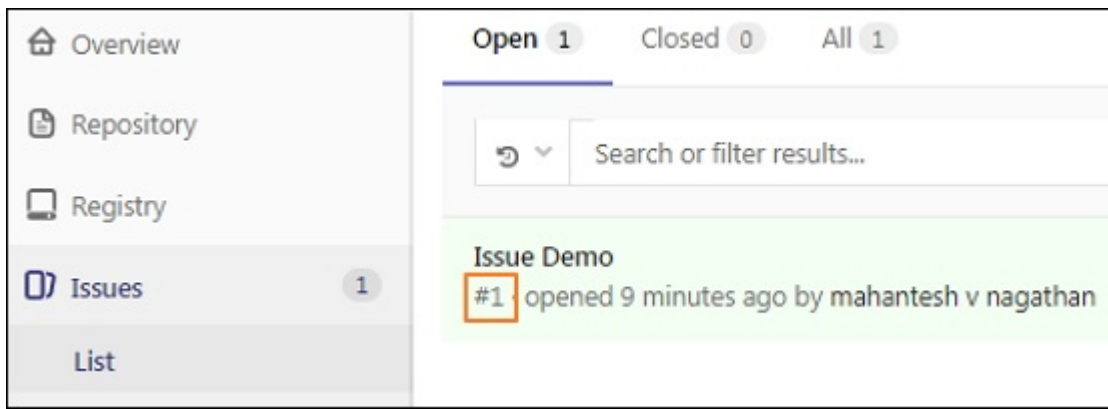 Overview
Repository
Registry
Issues 1
List
Open 1 Closed 0 All 1
Search or filter results...
Issue Demo
#1 · opened 9 minutes ago by mahantesh v nagathan